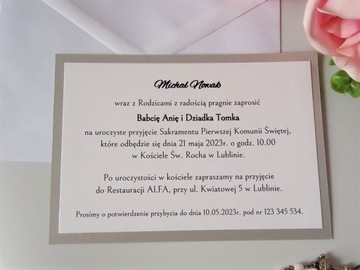 Michaś Nowak
wraz z Rodzicami z radością pragnie zaprosić
Babcię Anię i Dziadka Tomka
na uroczyste przyjęcie Sakramentu Pierwszej Komunii Świętej,
które odbędzie się dnia 21 maja 2023r. o godz. 10.00
w Kościele Św. Rocha w Lublinie.
Po uroczystości w kościele zapraszamy na przyjęcie
do Restauracji ALFA, przy ul. Kwiatowej 5 w Lublinie.
Prosimy o potwierdzenie przybycia do dnia 10.05.2023r. pod nr 123 345 534.